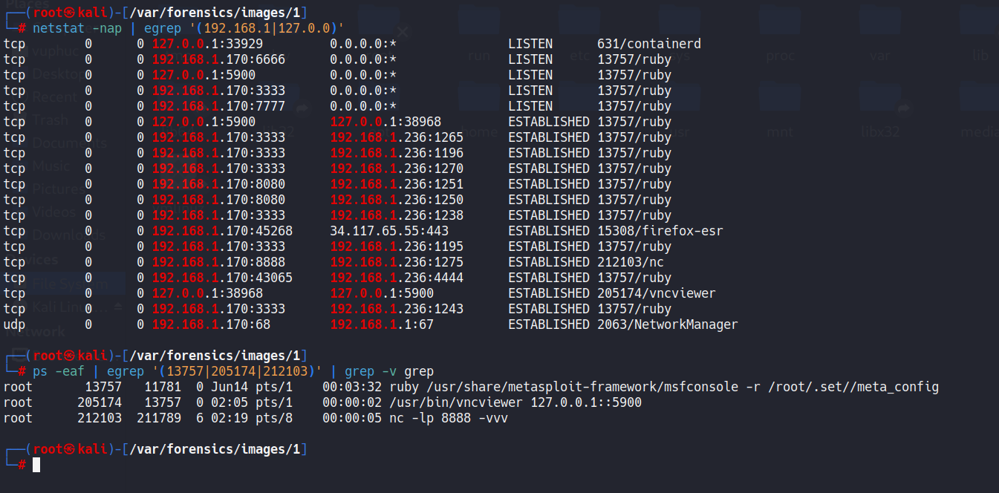 ┌──(root㉿kali)-[/var/forensics/images/1]
└─# netstat -nap | egrep '(192.168.1|127.0.0)'
tcp        0      0 127.0.0.1:33929         0.0.0.0:*               LISTEN      631/containerd
tcp        0      0 192.168.1.170:6666      0.0.0.0:*               LISTEN      13757/ruby
tcp        0      0 127.0.0.1:5900          0.0.0.0:*               LISTEN      13757/ruby
tcp        0      0 192.168.1.170:3333      0.0.0.0:*               LISTEN      13757/ruby
tcp        0      0 192.168.1.170:7777      0.0.0.0:*               LISTEN      13757/ruby
tcp        0      0 127.0.0.1:5900          127.0.0.1:38968         ESTABLISHED 13757/ruby
tcp        0      0 192.168.1.170:3333      192.168.1.236:1265      ESTABLISHED 13757/ruby
tcp        0      0 192.168.1.170:3333      192.168.1.236:1196      ESTABLISHED 13757/ruby
tcp        0      0 192.168.1.170:3333      192.168.1.236:1270      ESTABLISHED 13757/ruby
tcp        0      0 192.168.1.170:8080      192.168.1.236:1251      ESTABLISHED 13757/ruby
tcp        0      0 192.168.1.170:8080      192.168.1.236:1250      ESTABLISHED 13757/ruby
tcp        0      0 192.168.1.170:3333      192.168.1.236:1238      ESTABLISHED 13757/ruby
tcp        0      0 192.168.1.170:45268     34.117.65.55:443        ESTABLISHED 15308/firefox-esr
tcp        0      0 192.168.1.170:3333      192.168.1.236:1195      ESTABLISHED 13757/ruby
tcp        0      0 192.168.1.170:8888      192.168.1.236:1275      ESTABLISHED 212103/nc
tcp        0      0 192.168.1.170:43065     192.168.1.236:4444      ESTABLISHED 13757/ruby
tcp        0      0 127.0.0.1:38968         127.0.0.1:5900          ESTABLISHED 205174/vncviewer
tcp        0      0 192.168.1.170:3333      192.168.1.236:1243      ESTABLISHED 13757/ruby
udp        0      0 192.168.1.170:68        192.168.1.1:67          ESTABLISHED 2063/NetworkManager
┌──(root㉿kali)-[/var/forensics/images/1]
└─# ps -eaf | egrep '(13757|205174|212103)' | grep -v grep
root       13757   11781  0 Jun14 pts/1    00:03:32 ruby /usr/share/metasploit-framework/msfconsole -r /root/.set//meta_config
root      205174   13757  0 02:05 pts/1    00:00:02 /usr/bin/vncviewer 127.0.0.1::5900
root      212103  211789  6 02:19 pts/8    00:00:05 nc -lp 8888 -vvv
┌──(root㉿kali)-[/var/forensics/images/1]
└─#